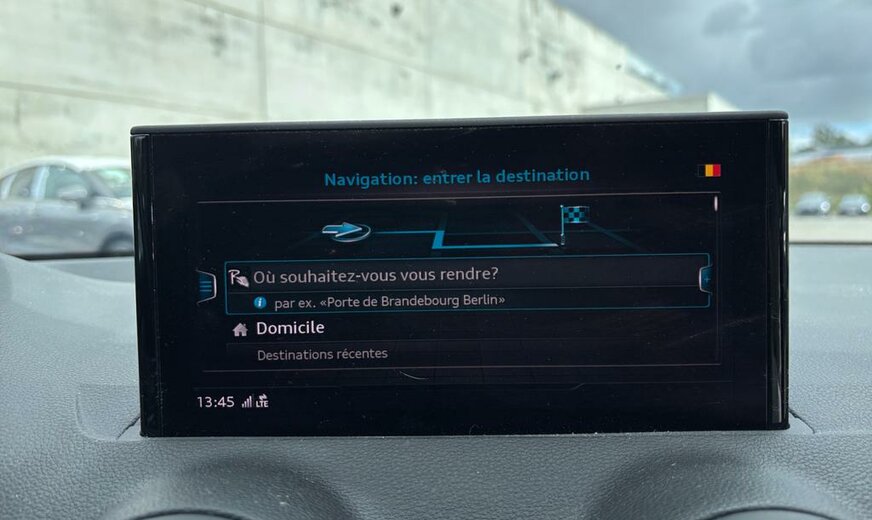 Navigation: entrer la destination
Où souhaitez-vous vous rendre?
par ex. «Porte de Brandebourg Berlin»
Domicile
Destinations récentes
13:45 LTE